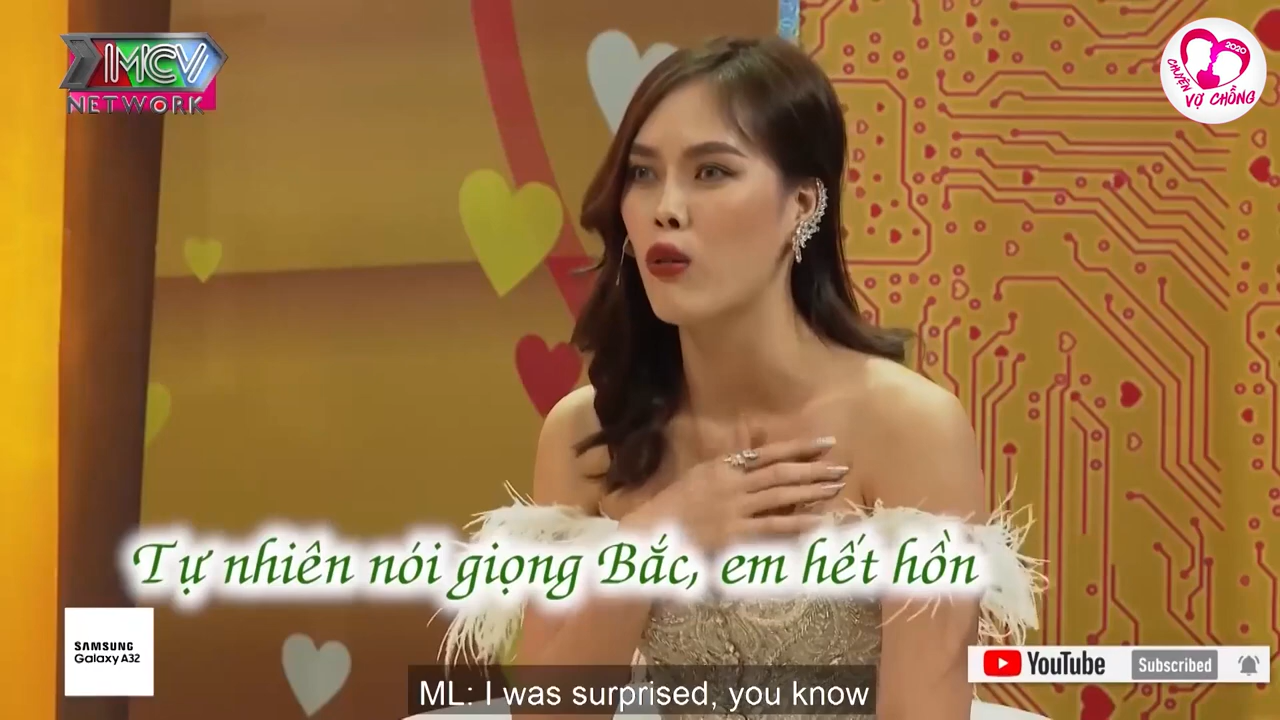 MCV
NETWORK
2020
CHUYỆN
VỢ CHỒNG
Tự nhiên nói giọng Bắc, em hết hồn
SAMSUNG
Galaxy A32
YouTube
Subscribed
ML: I was surprised, you know